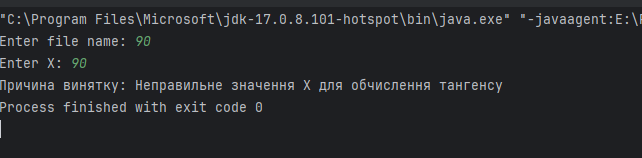 "C:\Program Files\Microsoft\jdk-17.0.8.101-hotspot\bin\java.exe" "-javaagent:E:\
Enter file name: 90
Enter X: 90
Причина винятку: Неправильне значення X для обчислення тангенсу
Process finished with exit code 0